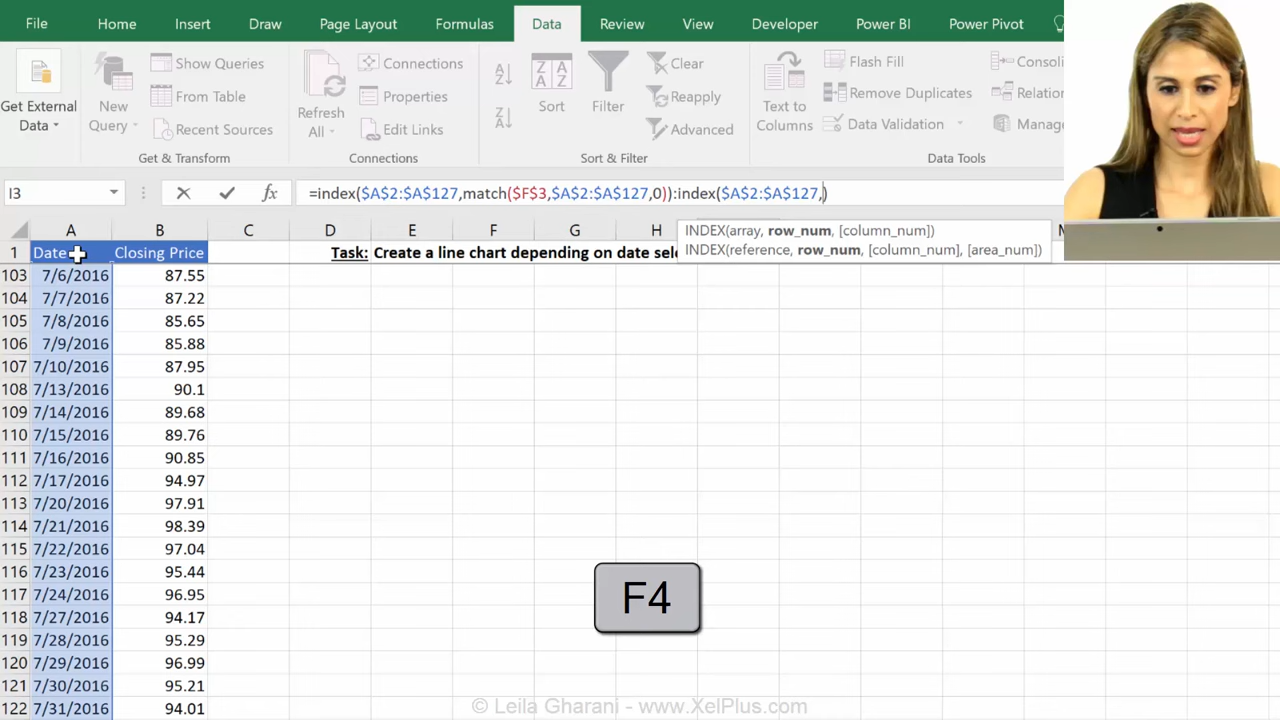 File Home Insert Draw Page Layout Formulas Data Review View Developer Power BI Power Pivot
Get External Data
New Query
Show Queries
From Table
Recent Sources
Get & Transform
Refresh All
Connections
Properties
Edit Links
Connections
Sort
Filter
Clear
Reapply
Advanced
Sort & Filter
Text to Columns
Flash Fill
Remove Duplicates
Data Validation
Consoli
Relation
Manage
Data Tools
I3 fx =index($A$2:$A$127,match($F$3,$A$2:$A$127,0)):index($A$2:$A$127,)
INDEX(array, row_num, [column_num])
INDEX(reference, row_num, [column_num], [area_num])
A B C D E F G H M
1 Date Closing Price Task: Create a line chart depending on date sel
103 7/6/2016 87.55
104 7/7/2016 87.22
105 7/8/2016 85.65
106 7/9/2016 85.88
107 7/10/2016 87.95
108 7/13/2016 90.1
109 7/14/2016 89.68
110 7/15/2016 89.76
111 7/16/2016 90.85
112 7/17/2016 94.97
113 7/20/2016 97.91
114 7/21/2016 98.39
115 7/22/2016 97.04
116 7/23/2016 95.44
117 7/24/2016 96.95
118 7/27/2016 94.17
119 7/28/2016 95.29
120 7/29/2016 96.99
121 7/30/2016 95.21
122 7/31/2016 94.01
F4
© Leila Gharani - www.XelPlus.com